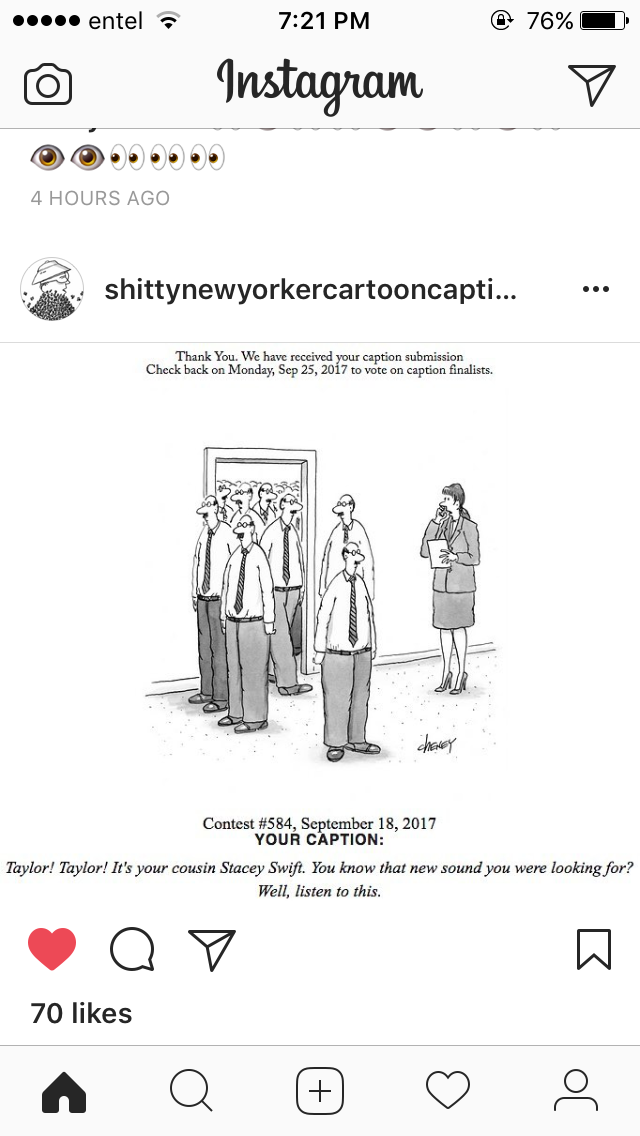 entel 7:21 PM 76%
Instagram
4 HOURS AGO
shittynewyorkercartooncapti...
Thank You. We have received your caption submission
Check back on Monday, Sep 25, 2017 to vote on caption finalists.
CHENEY
Contest #584, September 18, 2017
YOUR CAPTION:
Taylor! Taylor! It's your cousin Stacey Swift. You know that new sound you were looking for?
Well, listen to this.
70 likes